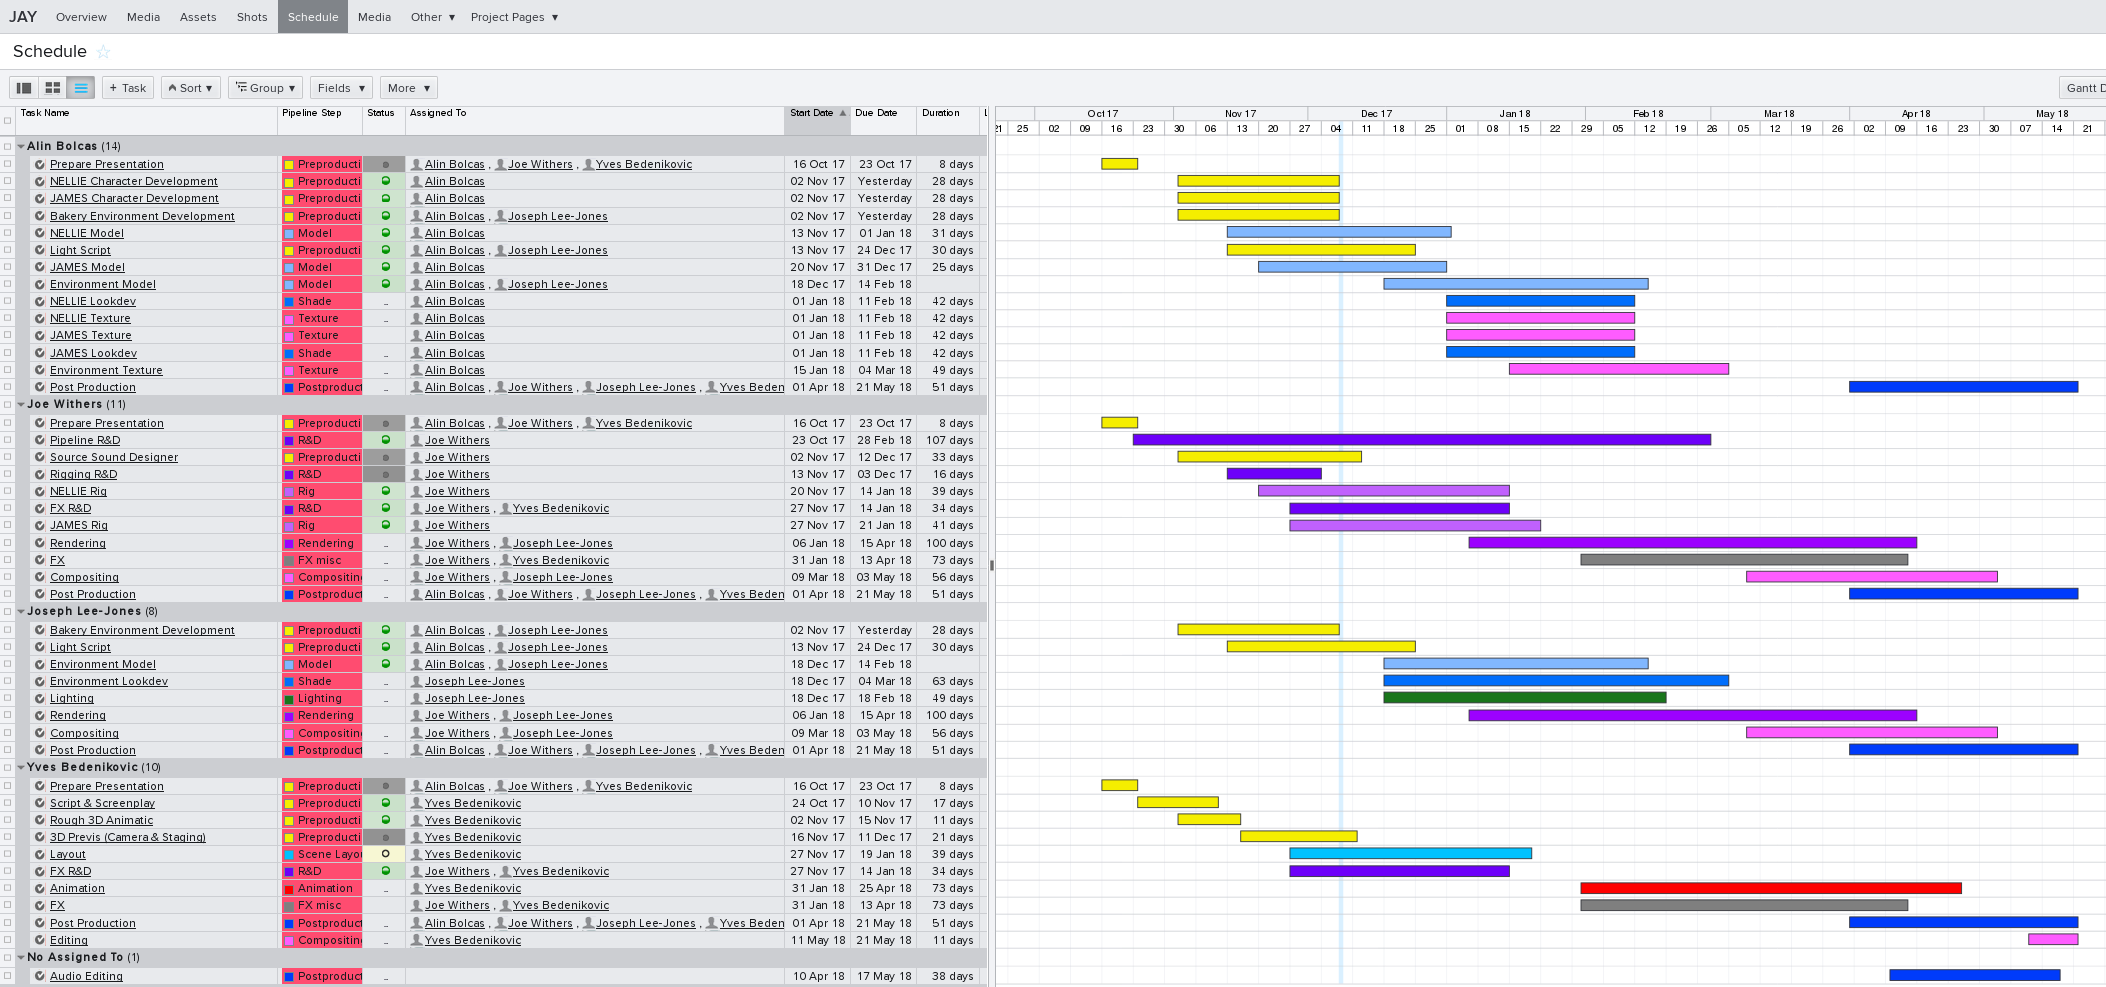 JAY Overview Media Assets Shots Schedule Media Other ▾ Project Pages ▾
Schedule
+ Task Sort ▾ Group ▾ Fields ▾ More ▾ Gantt D
Task Name Pipeline Step Status Assigned To Start Date Due Date Duration
Oct 17 Nov 17 Dec 17 Jan 18 Feb 18 Mar 18 Apr 18 May 18
21 25 02 09 16 23 30 06 13 20 27 04 11 18 25 01 08 15 22 29 05 12 19 26 05 12 19 26 02 09 16 23 30 07 14 21
Alin Bolcas (14)
Prepare Presentation Preproducti Alin Bolcas , Joe Withers , Yves Bedenikovic 16 Oct 17 23 Oct 17 8 days
NELLIE Character Development Preproducti Alin Bolcas 02 Nov 17 Yesterday 28 days
JAMES Character Development Preproducti Alin Bolcas 02 Nov 17 Yesterday 28 days
Bakery Environment Development Preproducti Alin Bolcas , Joseph Lee-Jones 02 Nov 17 Yesterday 28 days
NELLIE Model Model Alin Bolcas 13 Nov 17 01 Jan 18 31 days
Light Script Preproducti Alin Bolcas , Joseph Lee-Jones 13 Nov 17 24 Dec 17 30 days
JAMES Model Model Alin Bolcas 20 Nov 17 31 Dec 17 25 days
Environment Model Model Alin Bolcas , Joseph Lee-Jones 18 Dec 17 14 Feb 18
NELLIE Lookdev Shade Alin Bolcas 01 Jan 18 11 Feb 18 42 days
NELLIE Texture Texture Alin Bolcas 01 Jan 18 11 Feb 18 42 days
JAMES Texture Texture Alin Bolcas 01 Jan 18 11 Feb 18 42 days
JAMES Lookdev Shade Alin Bolcas 01 Jan 18 11 Feb 18 42 days
Environment Texture Texture Alin Bolcas 15 Jan 18 04 Mar 18 49 days
Post Production Postproduct Alin Bolcas , Joe Withers , Joseph Lee-Jones , Yves Beden 01 Apr 18 21 May 18 51 days
Joe Withers (11)
Prepare Presentation Preproducti Alin Bolcas , Joe Withers , Yves Bedenikovic 16 Oct 17 23 Oct 17 8 days
Pipeline R&D R&D Joe Withers 23 Oct 17 28 Feb 18 107 days
Source Sound Designer Preproducti Joe Withers 02 Nov 17 12 Dec 17 33 days
Rigging R&D R&D Joe Withers 13 Nov 17 03 Dec 17 16 days
NELLIE Rig Rig Joe Withers 20 Nov 17 14 Jan 18 39 days
FX R&D R&D Joe Withers , Yves Bedenikovic 27 Nov 17 14 Jan 18 34 days
JAMES Rig Rig Joe Withers 27 Nov 17 21 Jan 18 41 days
Rendering Rendering Joe Withers , Joseph Lee-Jones 06 Jan 18 15 Apr 18 100 days
FX FX misc Joe Withers , Yves Bedenikovic 31 Jan 18 13 Apr 18 73 days
Compositing Compositin Joe Withers , Joseph Lee-Jones 09 Mar 18 03 May 18 56 days
Post Production Postproduct Alin Bolcas , Joe Withers , Joseph Lee-Jones , Yves Beden 01 Apr 18 21 May 18 51 days
Joseph Lee-Jones (8)
Bakery Environment Development Preproducti Alin Bolcas , Joseph Lee-Jones 02 Nov 17 Yesterday 28 days
Light Script Preproducti Alin Bolcas , Joseph Lee-Jones 13 Nov 17 24 Dec 17 30 days
Environment Model Model Alin Bolcas , Joseph Lee-Jones 18 Dec 17 14 Feb 18
Environment Lookdev Shade Joseph Lee-Jones 18 Dec 17 04 Mar 18 63 days
Lighting Lighting Joseph Lee-Jones 18 Dec 17 18 Feb 18 49 days
Rendering Rendering Joe Withers , Joseph Lee-Jones 06 Jan 18 15 Apr 18 100 days
Compositing Compositin Joe Withers , Joseph Lee-Jones 09 Mar 18 03 May 18 56 days
Post Production Postproduct Alin Bolcas , Joe Withers , Joseph Lee-Jones , Yves Beden 01 Apr 18 21 May 18 51 days
Yves Bedenikovic (10)
Prepare Presentation Preproducti Alin Bolcas , Joe Withers , Yves Bedenikovic 16 Oct 17 23 Oct 17 8 days
Script & Screenplay Preproducti Yves Bedenikovic 24 Oct 17 10 Nov 17 17 days
Rough 3D Animatic Preproducti Yves Bedenikovic 02 Nov 17 15 Nov 17 11 days
3D Previs (Camera & Staging) Preproducti Yves Bedenikovic 16 Nov 17 11 Dec 17 21 days
Layout Scene Layo Yves Bedenikovic 27 Nov 17 19 Jan 18 39 days
FX R&D R&D Joe Withers , Yves Bedenikovic 27 Nov 17 14 Jan 18 34 days
Animation Animation Yves Bedenikovic 31 Jan 18 25 Apr 18 73 days
FX FX misc Joe Withers , Yves Bedenikovic 31 Jan 18 13 Apr 18 73 days
Post Production Postproduct Alin Bolcas , Joe Withers , Joseph Lee-Jones , Yves Beden 01 Apr 18 21 May 18 51 days
Editing Compositin Yves Bedenikovic 11 May 18 21 May 18 11 days
No Assigned To (1)
Audio Editing Postproduct 10 Apr 18 17 May 18 38 days